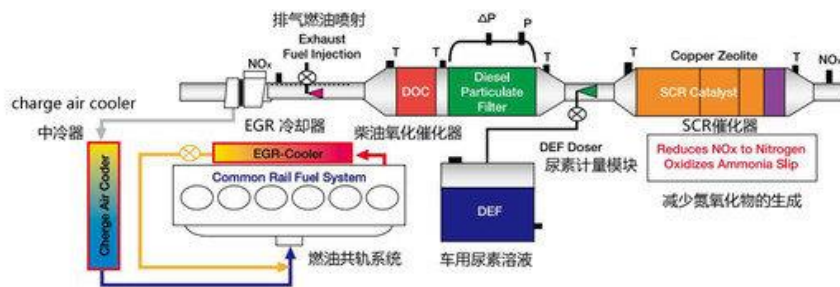 排气燃油喷射
Exhaust
Fuel Injection
NOx
T
T
ΔP
P
T
T
Copper Zeolite
T
NOx
DOC
Diesel
Particulate
Filter
SCR Catalyst
charge air cooler
中冷器
EGR 冷却器
柴油氧化催化器
DEF Doser
尿素计量模块
SCR催化器
Reduces NOx to Nitrogen
Oxidizes Ammonia Slip
减少氮氧化物的生成
EGR-Cooler
Common Rail Fuel System
Cherge Air Coder
DEF
燃油共轨系统
车用尿素溶液